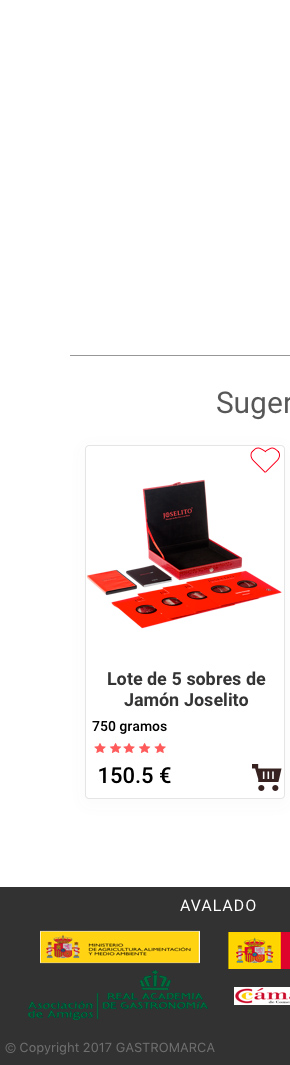 Suger
JOSELITO
Lote de 5 sobres de
Jamón Joselito
750 gramos
150.5 €
AVALADO
MINISTERIO
DE AGRICULTURA, ALIMENTACIÓN
Y MEDIO AMBIENTE
Asociación
de Amigos
REAL ACADEMIA
DE GASTRONOMÍA
Cáma
© Copyright 2017 GASTROMARCA